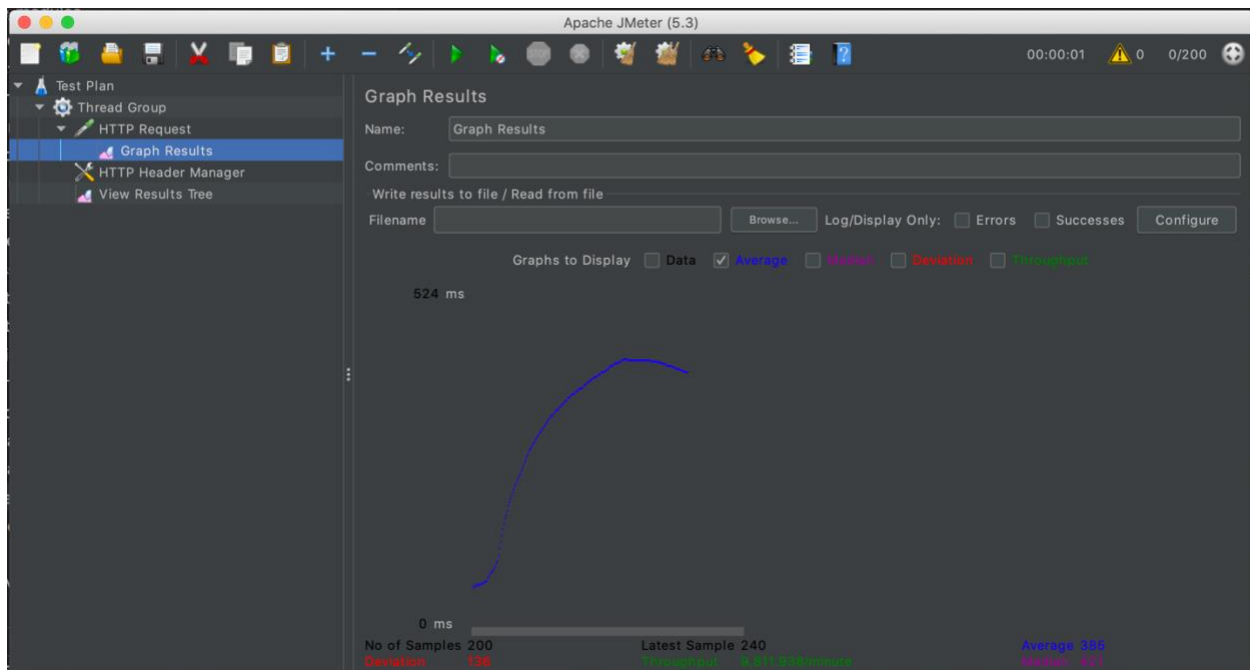 Apache JMeter (5.3)
00:00:01 0 0/200
Test Plan
Thread Group
HTTP Request
Graph Results
HTTP Header Manager
View Results Tree
Graph Results
Name: Graph Results
Comments:
Write results to file / Read from file
Filename Browse... Log/Display Only: Errors Successes Configure
Graphs to Display Data Average Median Deviation Throughput
524 ms
0 ms
No of Samples 200 Latest Sample 240 Average 385
Deviation 136 Throughput Median